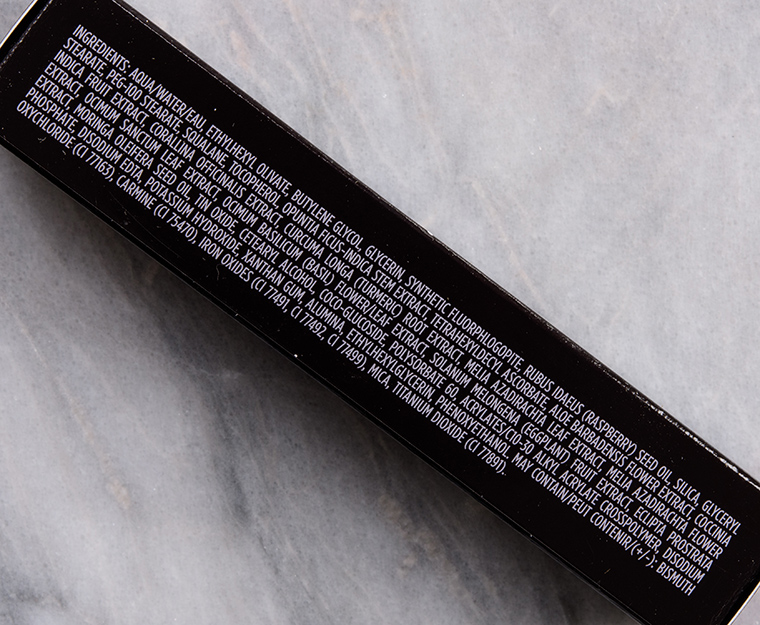 INGREDIENTS: AQUA/WATER/EAU, ETHYLHEXYL OLIVATE, BUTYLENE GLYCOL, GLYCERIN, SYNTHETIC FLUORPHLOGOPITE, RUBUS IDAEUS (RASPBERRY) SEED OIL, SILICA, GLYCERYL
STEARATE, PEG-100 STEARATE, SQUALANE, TOCOPHEROL, OPUNTIA FICUS-INDICA STEM EXTRACT, TETRAHEXYLDECYL ASCORBATE, ALOE BARBADENSIS FLOWER EXTRACT, COCCINIA
INDICA FRUIT EXTRACT, CORALLINA OFFICINALIS EXTRACT, CURCUMA LONGA (TURMERIC) ROOT EXTRACT, MELIA AZADIRACHTA LEAF EXTRACT, MELIA AZADIRACHTA FLOWER
EXTRACT, OCIMUM SANCTUM LEAF EXTRACT, OCIMUM BASILICUM (BASIL) FLOWER/LEAF EXTRACT, SOLANUM MELONGENA (EGGPLANT) FRUIT EXTRACT, ECLIPTA PROSTRATA
EXTRACT, MORINGA OLEIFERA SEED OIL, TIN OXIDE, CETEARYL ALCOHOL, COCO-GLUCOSIDE, POLYSORBATE 60, ACRYLATES/C10-30 ALKYL ACRYLATE CROSSPOLYMER, DISODIUM
PHOSPHATE, DISODIUM EDTA, POTASSIUM HYDROXIDE, XANTHAN GUM, ALUMINA, ETHYLHEXYLGLYCERIN, PHENOXYETHANOL. MAY CONTAIN/PEUT CONTENIR (+/-): BISMUTH
OXYCHLORIDE (CI 77163), CARMINE (CI 75470), IRON OXIDES (CI 77491, CI 77492, CI 77499), MICA, TITANIUM DIOXIDE (CI 77891).